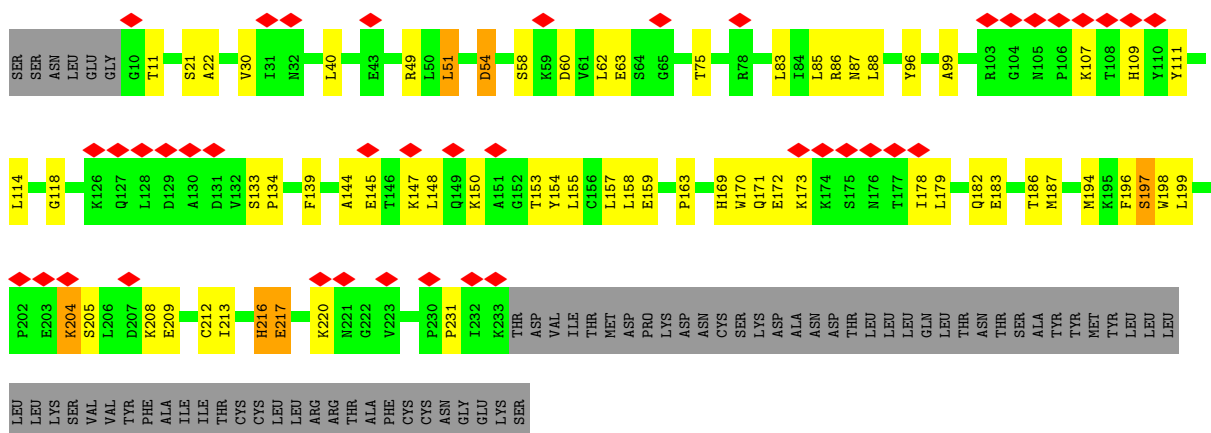 SER SER ASN LEU GLU GLY G10 T11 S21 A22 V30 I31 N32 L40 E43 R49 L50 L51 D54 S58 K59 D60 V61 L62 E63 S64 G65 T75 R78 L83 I84 L85 R86 N87 L88 Y96 A99 R103 G104 N105 P106 K107 T108 H109 Y110 Y111
L114 G118 K126 Q127 L128 D129 A130 D131 V132 S133 P134 F139 A144 E145 T146 K147 L148 Q149 K150 A151 G152 T153 Y154 L155 C156 L157 L158 E159 P163 H169 W170 Q171 E172 K173 K174 S175 N176 T177 I178 L179 Q182 E183 T186 M187 M194 K195 F196 S197 W198 L199
P202 E203 K204 S205 L206 D207 K208 E209 C212 I213 H216 E217 K220 N221 G222 V223 P230 P231 I232 K233 THR ASP VAL ILE THR MET ASP PRO LYS ASP ASN CYS SER LYS ASP ALA ASN ASP THR LEU LEU LEU GLN LEU THR ASN THR SER ALA TYR TYR MET TYR LEU LEU LEU
LEU LEU LYS SER VAL VAL TYR PHE ALA ILE ILE THR CYS CYS LEU LEU ARG ARG THR ALA PHE CYS CYS ASN GLY GLU LYS SER